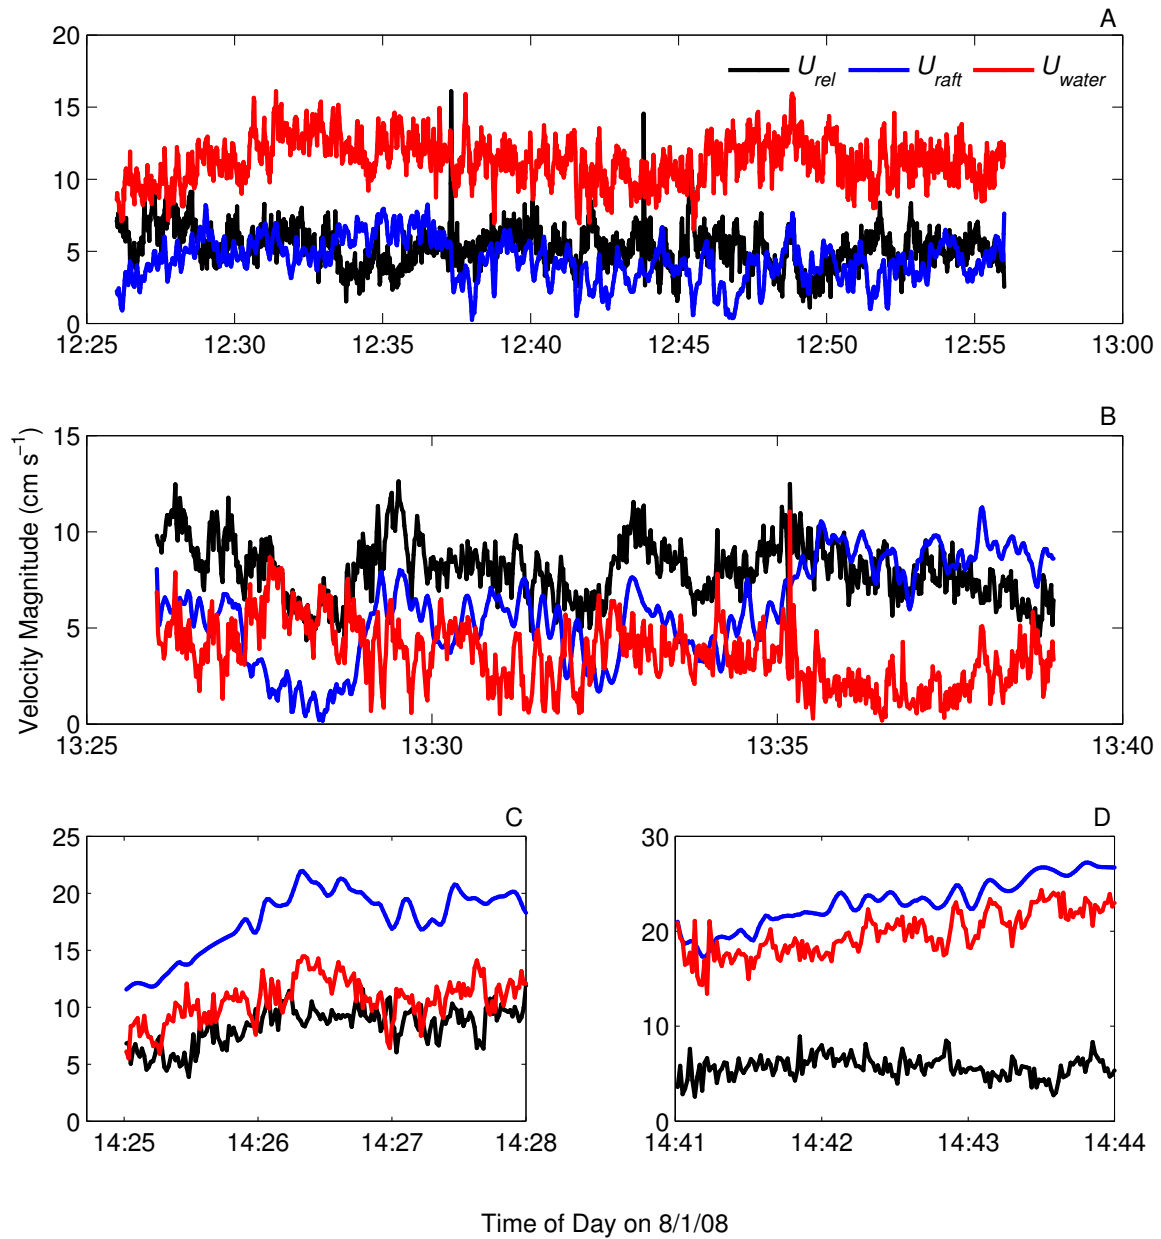 A
20
15
10
5
0
U_rel U_raft U_water
12:25 12:30 12:35 12:40 12:45 12:50 12:55 13:00
B
15
10
5
0
13:25 13:30 13:35 13:40
Velocity Magnitude (cm s⁻¹)
C
25
20
15
10
5
0
14:25 14:26 14:27 14:28
D
30
20
10
0
14:41 14:42 14:43 14:44
Time of Day on 8/1/08